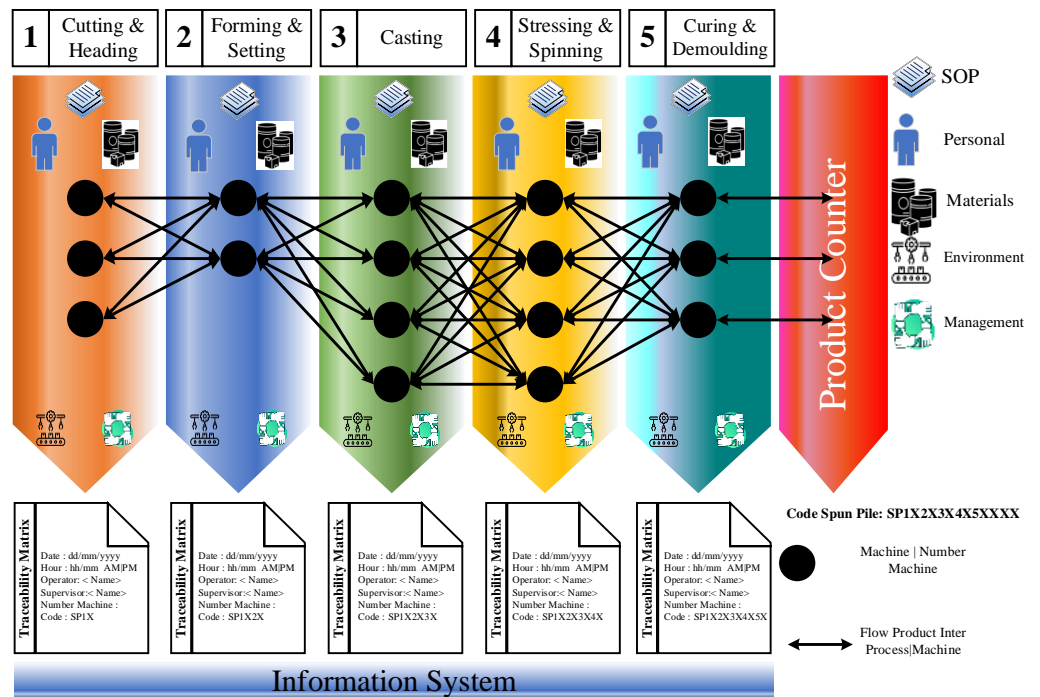 1
Cutting &
Heading
2
Forming &
Setting
3
Casting
4
Stressing &
Spinning
5
Curing &
Demoulding
SOP
Personal
Materials
Environment
Management
Product Counter
Traceability Matrix
Date : dd/mm/yyyy
Hour : hh/mm AM|PM
Operator: < Name>
Supervisor:< Name>
Number Machine :
Code : SP1X
Traceability Matrix
Date : dd/mm/yyyy
Hour : hh/mm AM|PM
Operator: < Name>
Supervisor:< Name>
Number Machine :
Code : SP1X2X
Traceability Matrix
Date : dd/mm/yyyy
Hour : hh/mm AM|PM
Operator: < Name>
Supervisor:< Name>
Number Machine :
Code : SP1X2X3X
Traceability Matrix
Date : dd/mm/yyyy
Hour : hh/mm AM|PM
Operator: < Name>
Supervisor:< Name>
Number Machine :
Code : SP1X2X3X4X
Traceability Matrix
Date : dd/mm/yyyy
Hour : hh/mm AM|PM
Operator: < Name>
Supervisor:< Name>
Number Machine :
Code : SP1X2X3X4X5X
Code Spun Pile: SP1X2X3X4X5XXXX
Machine | Number
Machine
Flow Product Inter
Process|Machine
Information System